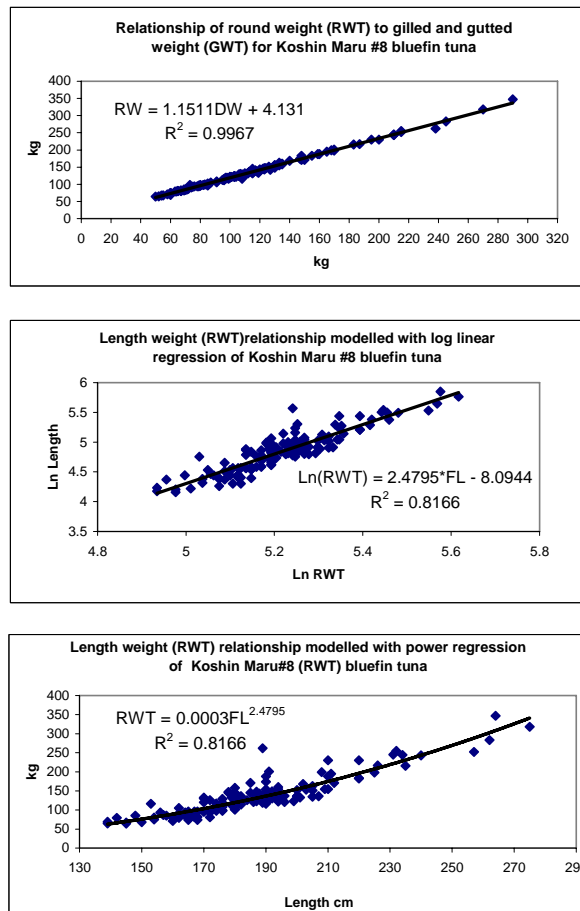 Relationship of round weight (RWT) to gilled and gutted
weight (GWT) for Koshin Maru #8 bluefin tuna
RW = 1.1511DW + 4.131
R² = 0.9967
kg
400
350
300
250
200
150
100
50
0
0 20 40 60 80 100 120 140 160 180 200 220 240 260 280 300 320
kg
Length weight (RWT)relationship modelled with log linear
regression of Koshin Maru #8 bluefin tuna
Ln Length
6
5.5
5
4.5
4
3.5
Ln(RWT) = 2.4795*FL - 8.0944
R² = 0.8166
4.8 5 5.2 5.4 5.6 5.8
Ln RWT
Length weight (RWT) relationship modelled with power regression
of Koshin Maru#8 (RWT) bluefin tuna
RWT = 0.0003FL^2.4795
R² = 0.8166
kg
400
350
300
250
200
150
100
50
0
130 150 170 190 210 230 250 270 29
Length cm